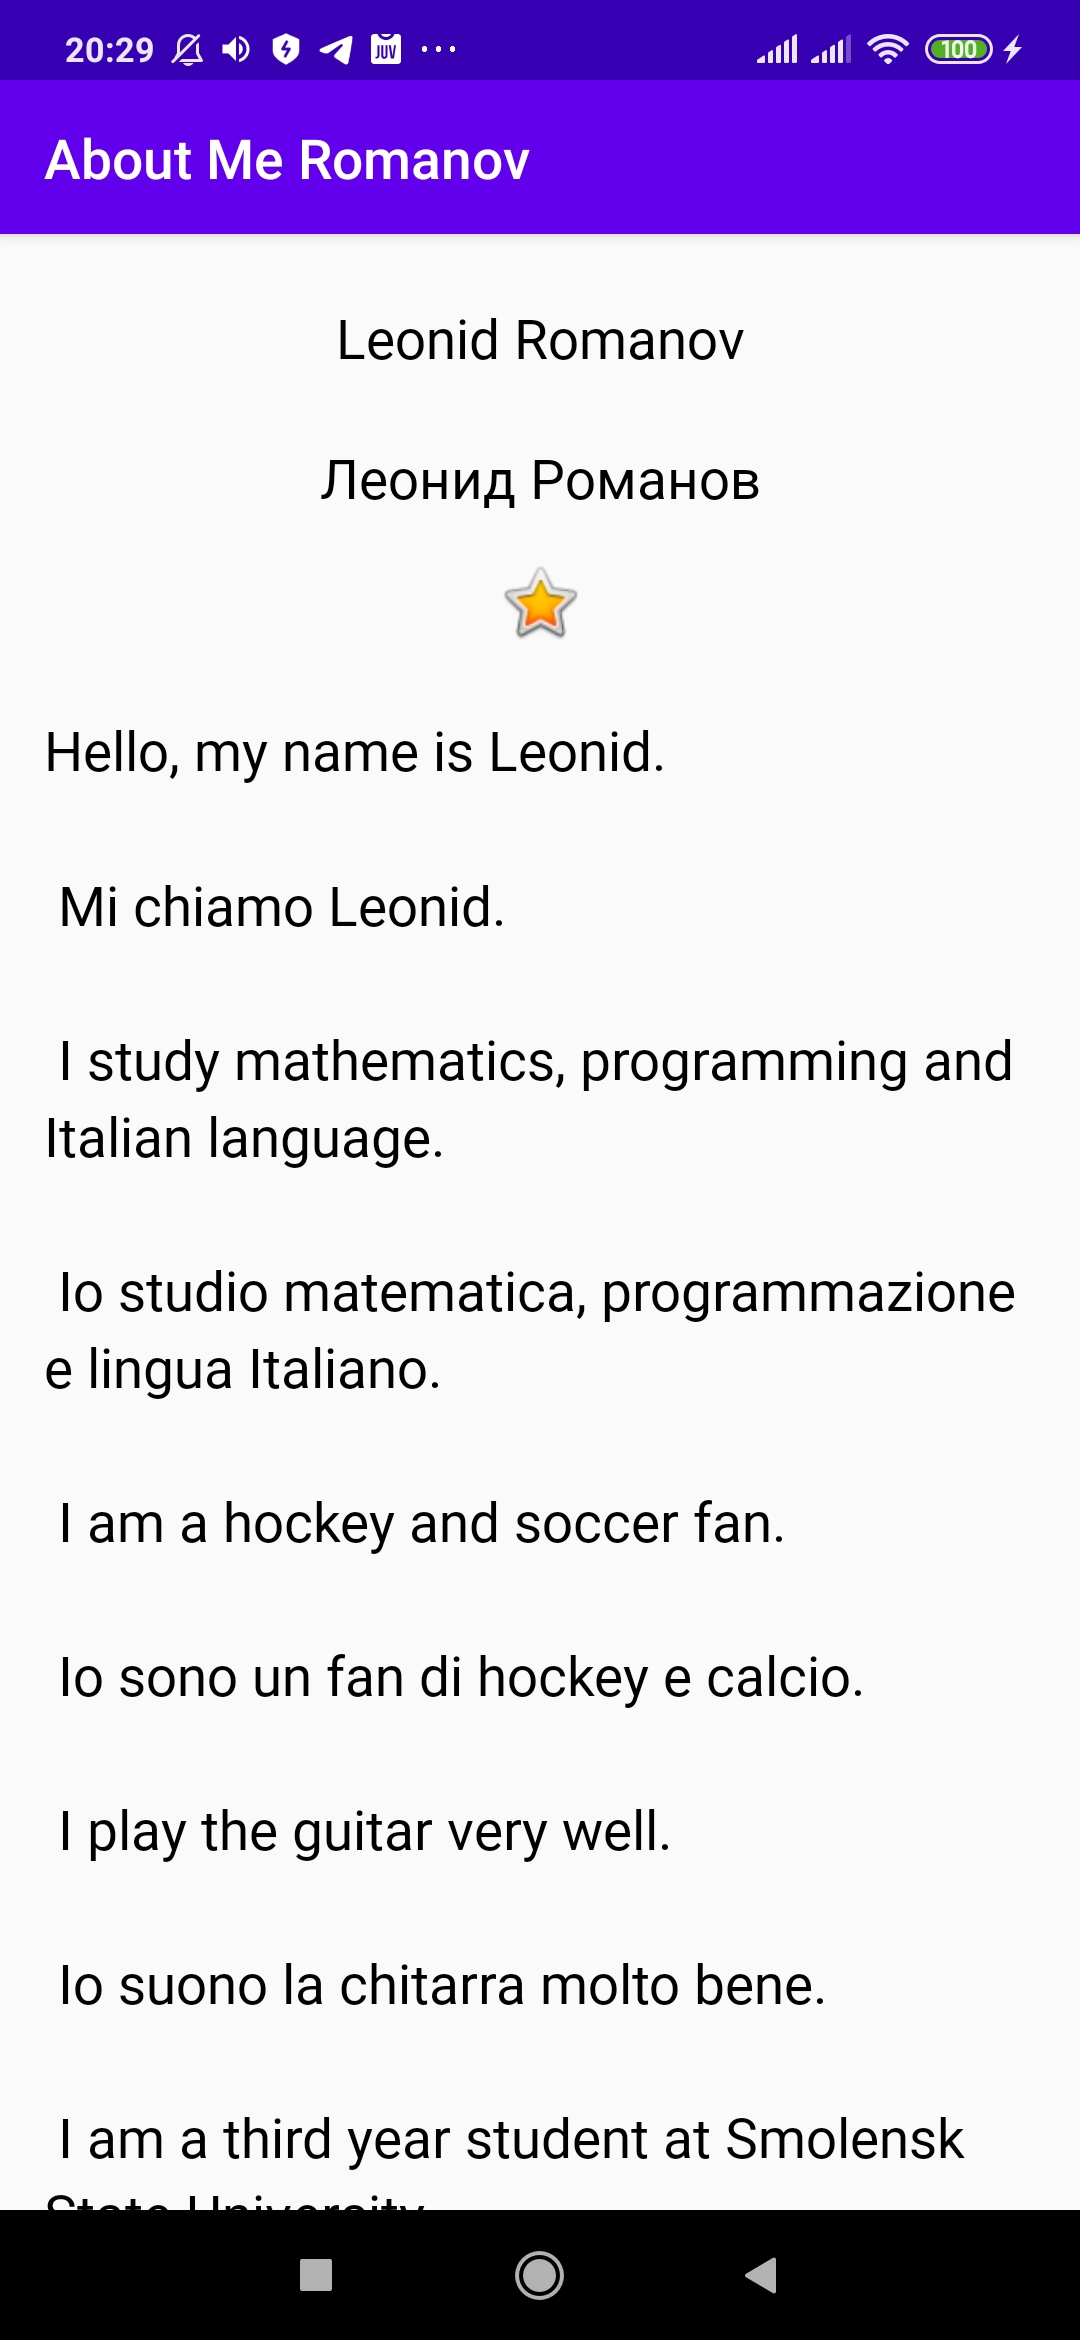 20:29
JUV
100
About Me Romanov
Leonid Romanov
Леонид Романов
Hello, my name is Leonid.
Mi chiamo Leonid.
I study mathematics, programming and
Italian language.
Io studio matematica, programmazione
e lingua Italiano.
I am a hockey and soccer fan.
Io sono un fan di hockey e calcio.
I play the guitar very well.
Io suono la chitarra molto bene.
I am a third year student at Smolensk
State University.